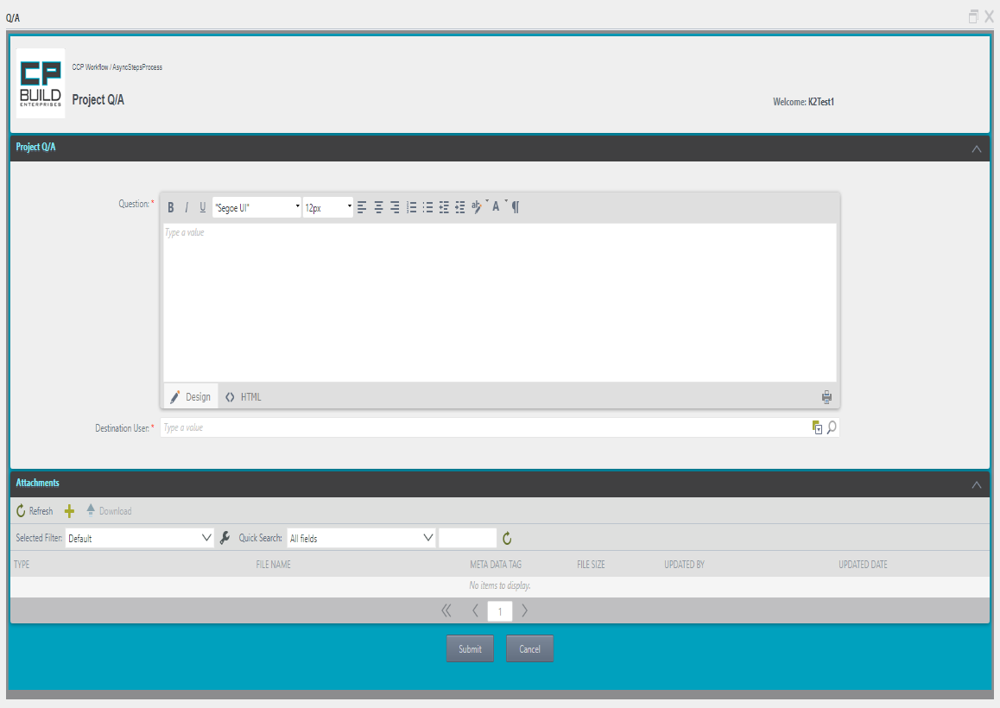 Q/A
CP
BUILD
ENTERPRISES
CCP Workflow / AsyncStepsProcess
Project Q/A
Welcome: K2Test1
Project Q/A
Question: *
B I U "Segoe UI" 12px ab A ¶
Type a value
Design HTML
Destination User: * Type a value
Attachments
Refresh Download
Selected Filter: Default Quick Search: All fields
TYPE FILE NAME META DATA TAG FILE SIZE UPDATED BY UPDATED DATE
No items to display.
1
Submit Cancel